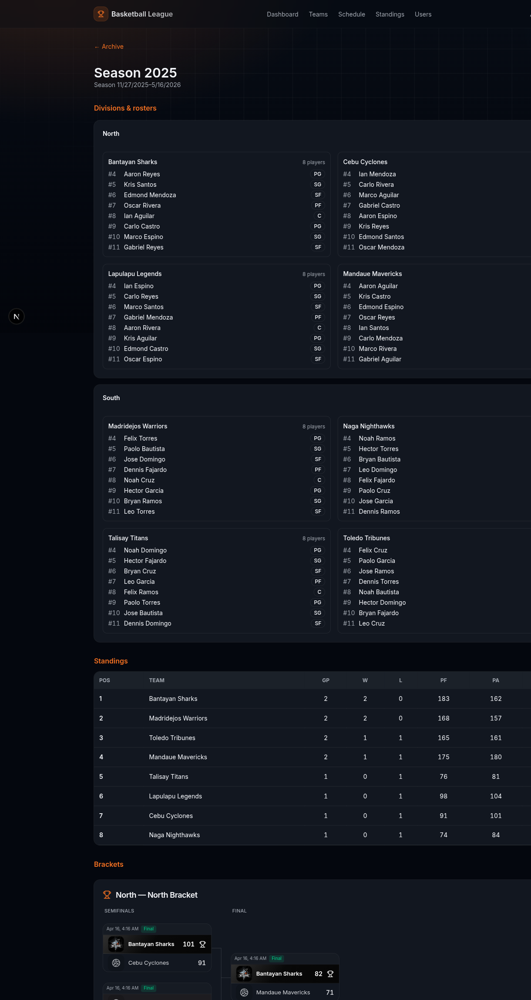 Basketball League
Dashboard Teams Schedule Standings Users
← Archive
Season 2025
Season 11/27/2025–5/16/2026
Divisions & rosters
North
Bantayan Sharks 8 players
#4 Aaron Reyes PG
#5 Kris Santos SG
#6 Edmond Mendoza SF
#7 Oscar Rivera PF
#8 Ian Aguilar C
#9 Carlo Castro PG
#10 Marco Espino SG
#11 Gabriel Reyes SF
Cebu Cyclones
#4 Ian Mendoza
#5 Carlo Rivera
#6 Marco Aguilar
#7 Gabriel Castro
#8 Aaron Espino
#9 Kris Reyes
#10 Edmond Santos
#11 Oscar Mendoza
Lapulapu Legends 8 players
#4 Ian Espino PG
#5 Carlo Reyes SG
#6 Marco Santos SF
#7 Gabriel Mendoza PF
#8 Aaron Rivera C
#9 Kris Aguilar PG
#10 Edmond Castro SG
#11 Oscar Espino SF
Mandaue Mavericks
#4 Aaron Aguilar
#5 Kris Castro
#6 Edmond Espino
#7 Oscar Reyes
#8 Ian Santos
#9 Carlo Mendoza
#10 Marco Rivera
#11 Gabriel Aguilar
N
South
Madridejos Warriors 8 players
#4 Felix Torres PG
#5 Paolo Bautista SG
#6 Jose Domingo SF
#7 Dennis Fajardo PF
#8 Noah Cruz C
#9 Hector Garcia PG
#10 Bryan Ramos SG
#11 Leo Torres SF
Naga Nighthawks
#4 Noah Ramos
#5 Hector Torres
#6 Bryan Bautista
#7 Leo Domingo
#8 Felix Fajardo
#9 Paolo Cruz
#10 Jose Garcia
#11 Dennis Ramos
Talisay Titans 8 players
#4 Noah Domingo PG
#5 Hector Fajardo SG
#6 Bryan Cruz SF
#7 Leo Garcia PF
#8 Felix Ramos C
#9 Paolo Torres PG
#10 Jose Bautista SG
#11 Dennis Domingo SF
Toledo Tribunes
#4 Felix Cruz
#5 Paolo Garcia
#6 Jose Ramos
#7 Dennis Torres
#8 Noah Bautista
#9 Hector Domingo
#10 Bryan Fajardo
#11 Leo Cruz
Standings
POS TEAM GP W L PF PA
1 Bantayan Sharks 2 2 0 183 162
2 Madridejos Warriors 2 2 0 168 157
3 Toledo Tribunes 2 1 1 165 161
4 Mandaue Mavericks 2 1 1 175 180
5 Talisay Titans 1 0 1 76 81
6 Lapulapu Legends 1 0 1 98 104
7 Cebu Cyclones 1 0 1 91 101
8 Naga Nighthawks 1 0 1 74 84
Brackets
North — North Bracket
SEMIFINALS FINAL
Apr 16, 4:16 AM Final
Bantayan Sharks 101
Cebu Cyclones 91
Apr 16, 4:16 AM Final
Bantayan Sharks 82
Mandaue Mavericks 71
Apr 16, 4:16 AM Final